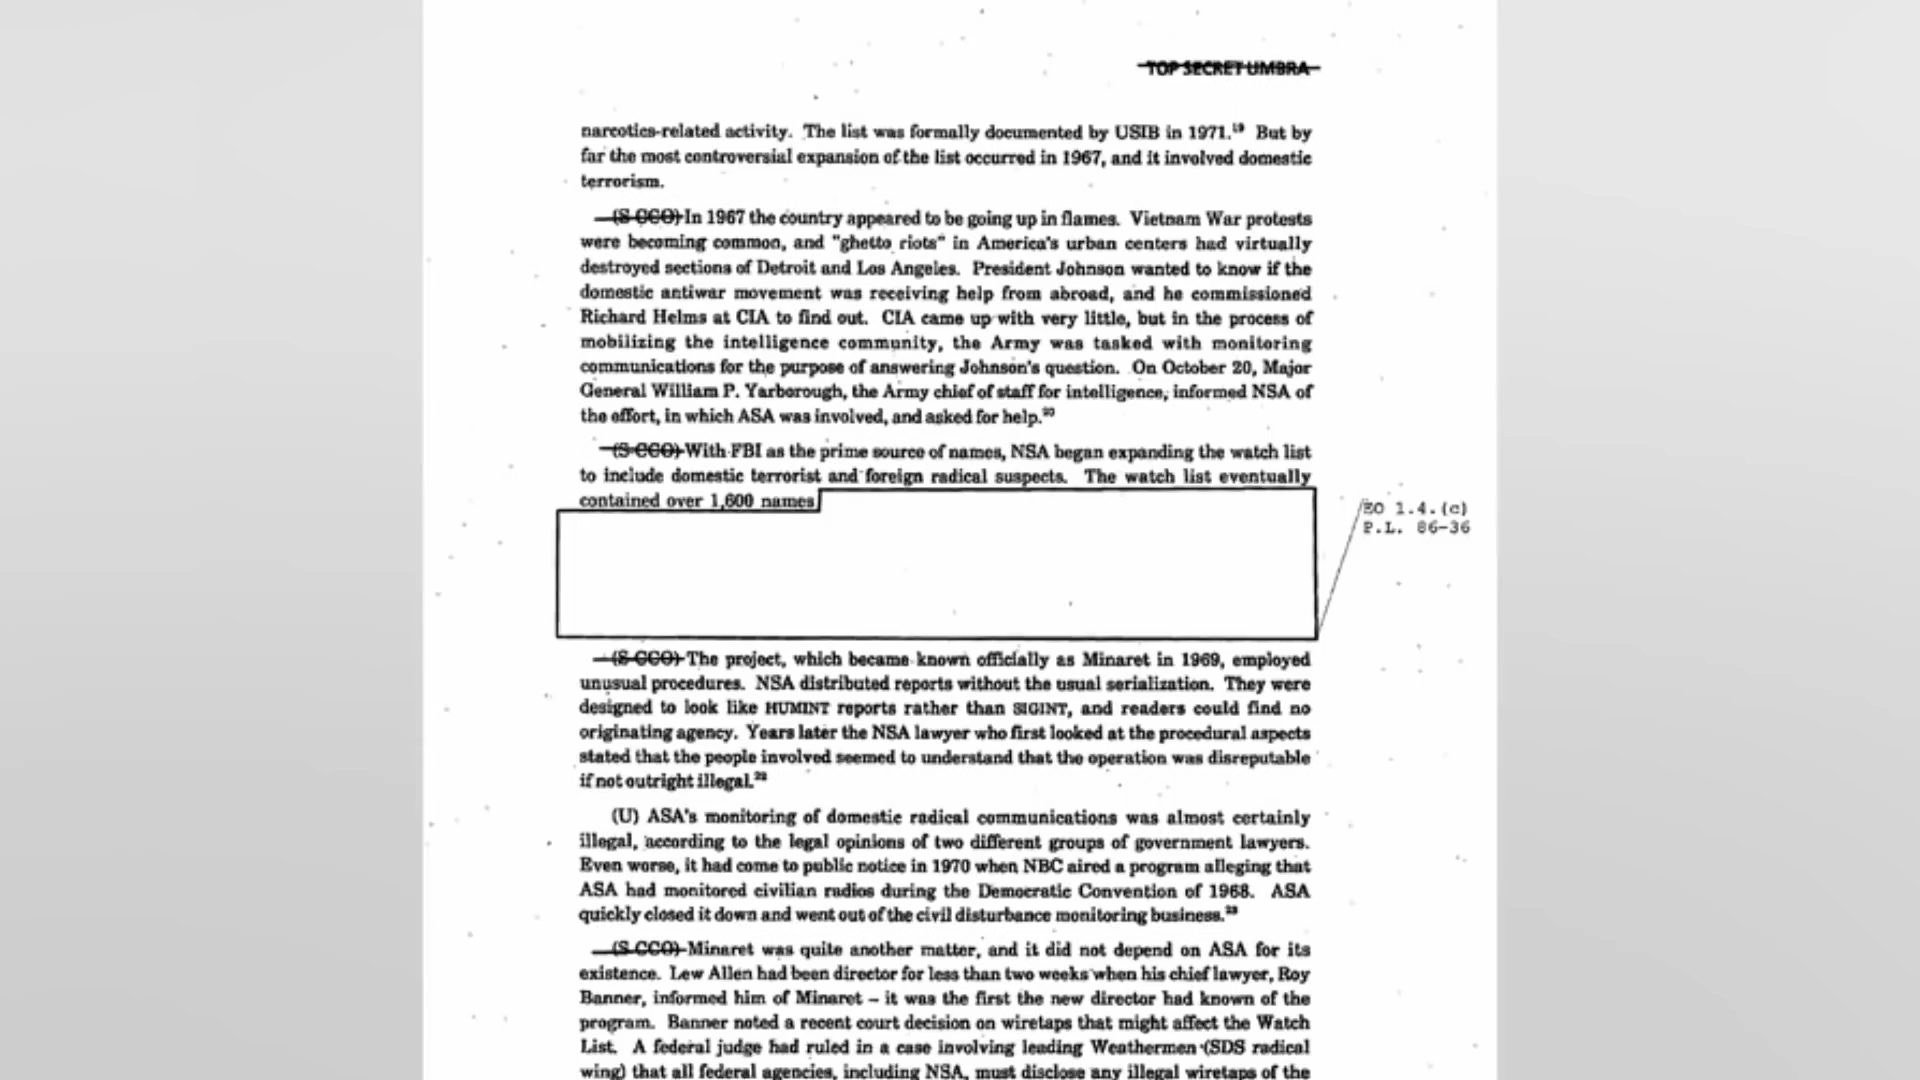 TOP SECRET UMBRA
narcotics-related activity. The list was formally documented by USIB in 1971.19 But by
far the most controversial expansion of the list occurred in 1967, and it involved domestic
terrorism.
(S-CCO) In 1967 the country appeared to be going up in flames. Vietnam War protests
were becoming common, and "ghetto riots" in America's urban centers had virtually
destroyed sections of Detroit and Los Angeles. President Johnson wanted to know if the
domestic antiwar movement was receiving help from abroad, and he commissioned
Richard Helms at CIA to find out. CIA came up with very little, but in the process of
mobilizing the intelligence community, the Army was tasked with monitoring
communications for the purpose of answering Johnson's question. On October 20, Major
General William P. Yarborough, the Army chief of staff for intelligence, informed NSA of
the effort, in which ASA was involved, and asked for help.20
(S-CCO) With FBI as the prime source of names, NSA began expanding the watch list
to include domestic terrorist and foreign radical suspects. The watch list eventually
contained over 1,600 names
EO 1.4.(c)
P.L. 86-36
(S-CCO) The project, which became known officially as Minaret in 1969, employed
unusual procedures. NSA distributed reports without the usual serialization. They were
designed to look like HUMINT reports rather than SIGINT, and readers could find no
originating agency. Years later the NSA lawyer who first looked at the procedural aspects
stated that the people involved seemed to understand that the operation was disreputable
if not outright illegal.22
(U) ASA's monitoring of domestic radical communications was almost certainly
illegal, according to the legal opinions of two different groups of government lawyers.
Even worse, it had come to public notice in 1970 when NBC aired a program alleging that
ASA had monitored civilian radios during the Democratic Convention of 1968. ASA
quickly closed it down and went out of the civil disturbance monitoring business.23
(S-CCO) Minaret was quite another matter, and it did not depend on ASA for its
existence. Lew Allen had been director for less than two weeks when his chief lawyer, Roy
Banner, informed him of Minaret – it was the first the new director had known of the
program. Banner noted a recent court decision on wiretaps that might affect the Watch
List. A federal judge had ruled in a case involving leading Weathermen (SDS radical
wing) that all federal agencies, including NSA, must disclose any illegal wiretaps of the